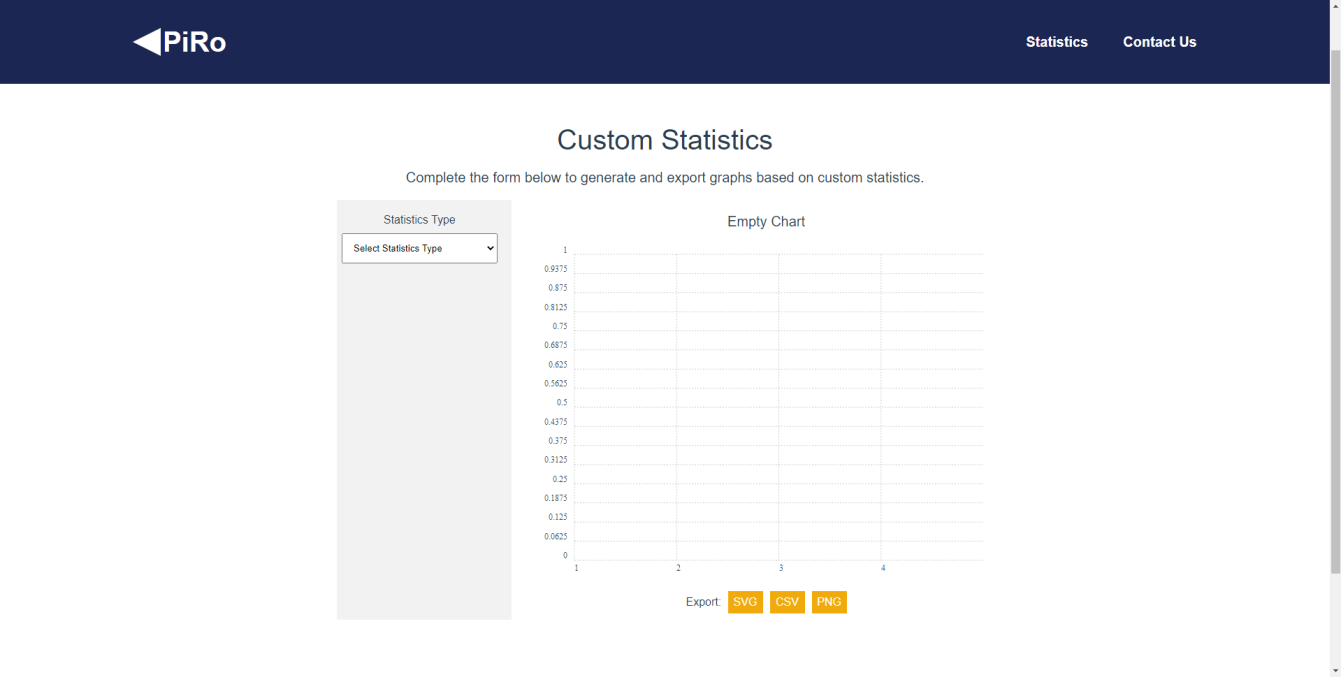 PiRo
Statistics Contact Us
Custom Statistics
Complete the form below to generate and export graphs based on custom statistics.
Statistics Type
Select Statistics Type
Empty Chart
1
0.9375
0.875
0.8125
0.75
0.6875
0.625
0.5625
0.5
0.4375
0.375
0.3125
0.25
0.1875
0.125
0.0625
0
1 2 3 4
Export: SVG CSV PNG